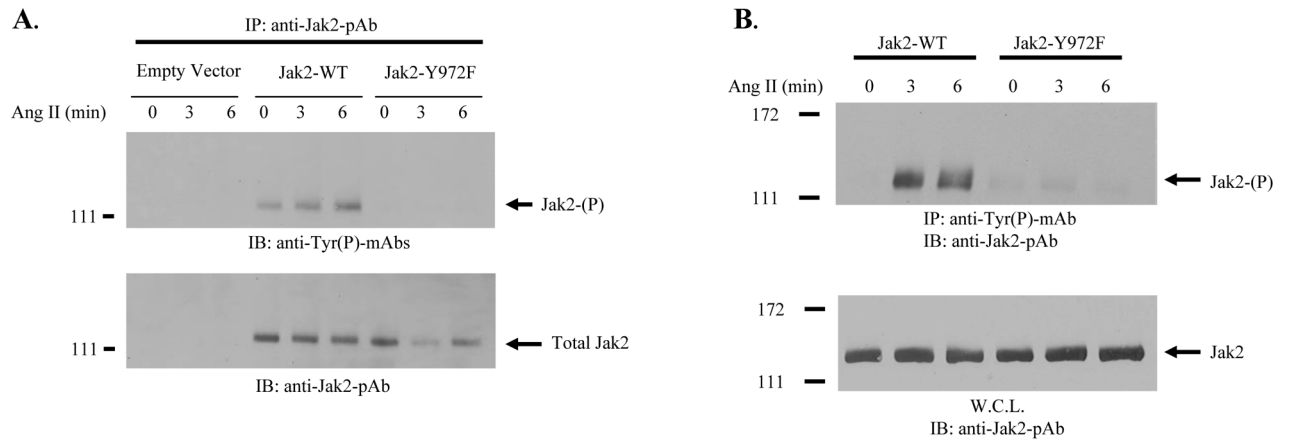 A.
IP: anti-Jak2-pAb
Empty Vector Jak2-WT Jak2-Y972F
Ang II (min) 0 3 6 0 3 6 0 3 6
Jak2-(P)
111
IB: anti-Tyr(P)-mAbs
111
Total Jak2
IB: anti-Jak2-pAb
B.
Jak2-WT Jak2-Y972F
Ang II (min) 0 3 6 0 3 6
172
Jak2-(P)
111
IP: anti-Tyr(P)-mAb
IB: anti-Jak2-pAb
172
Jak2
111
W.C.L.
IB: anti-Jak2-pAb